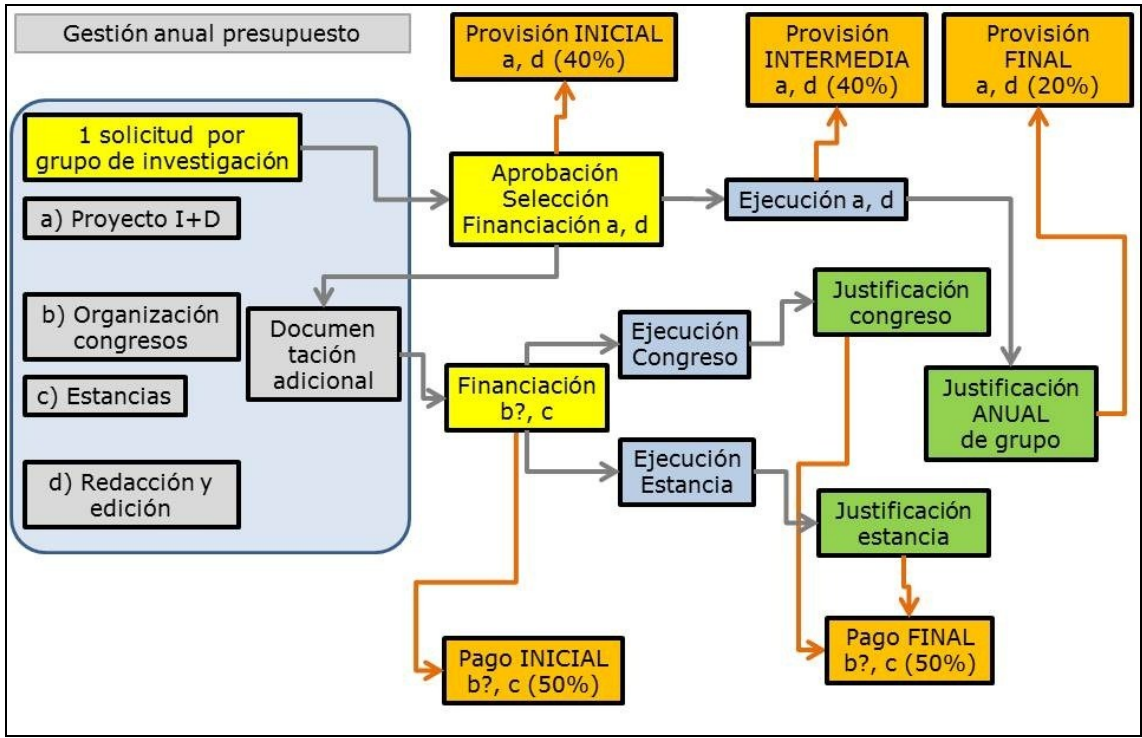 Gestión anual presupuesto
Provisión INICIAL
a, d (40%)
Provisión
INTERMEDIA
a, d (40%)
Provisión
FINAL
a, d (20%)
1 solicitud por
grupo de investigación
Aprobación
Selección
Financiación a, d
Ejecución a, d
a) Proyecto I+D
b) Organización
congresos
Documen
tación
adicional
c) Estancias
d) Redacción y
edición
Financiación
b?, c
Ejecución
Congreso
Justificación
congreso
Justificación
ANUAL
de grupo
Ejecución
Estancia
Justificación
estancia
Pago INICIAL
b?, c (50%)
Pago FINAL
b?, c (50%)